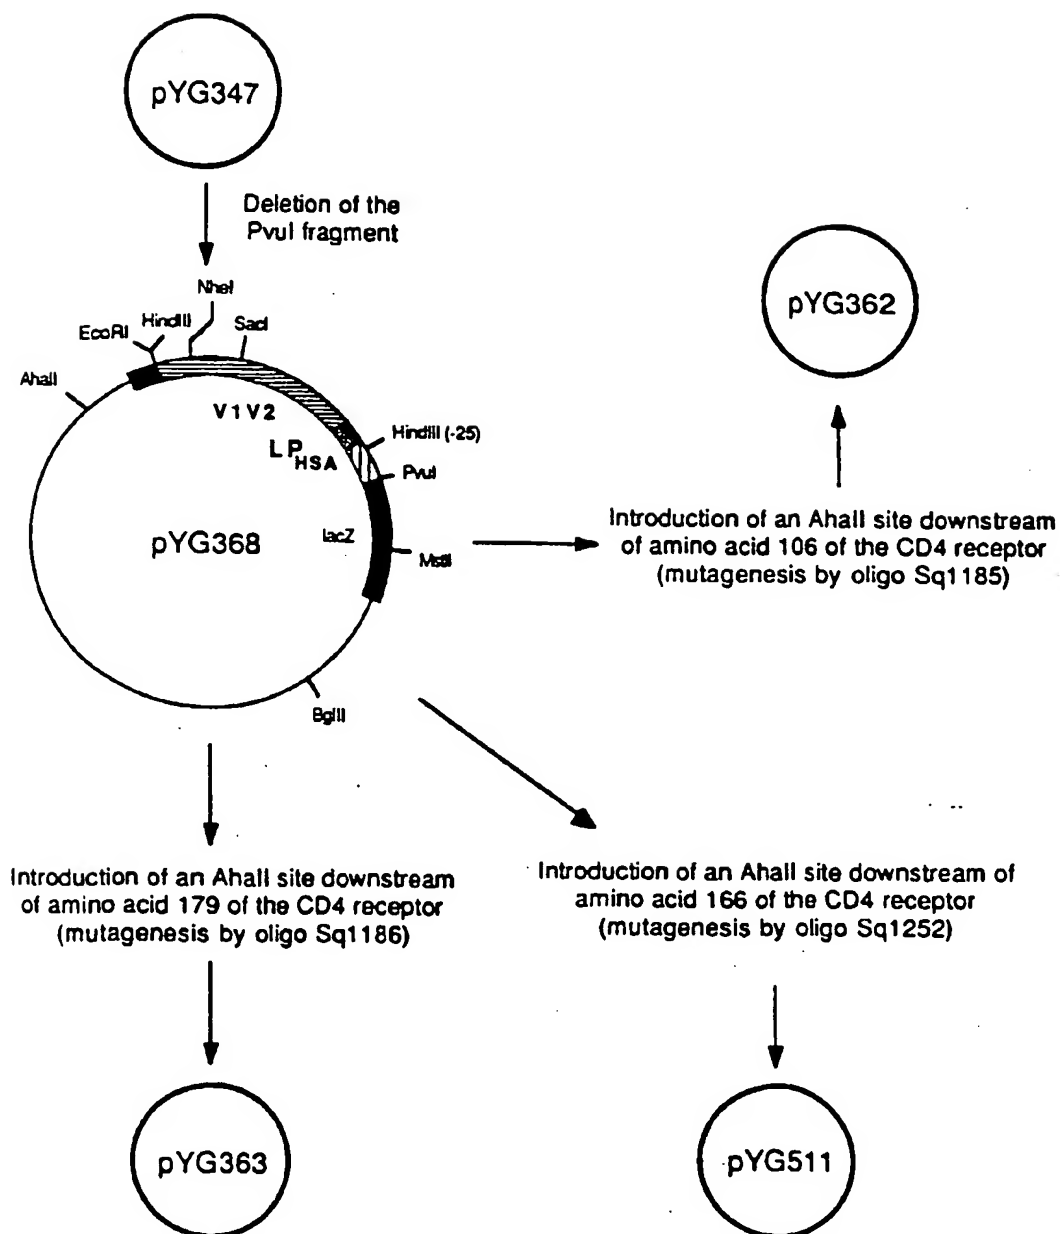 pYG347
Deletion of the
PvuI fragment
NheI
HindIII
SacI
EcoRI
AhaII
V1V2
HindIII (-25)
LP HSA
PvuI
pYG368
lacZ
MstII
BglII
pYG362
Introduction of an AhaII site downstream
of amino acid 106 of the CD4 receptor
(mutagenesis by oligo Sq1185)
Introduction of an AhaII site downstream
of amino acid 179 of the CD4 receptor
(mutagenesis by oligo Sq1186)
Introduction of an AhaII site downstream of
amino acid 166 of the CD4 receptor
(mutagenesis by oligo Sq1252)
pYG363
pYG511